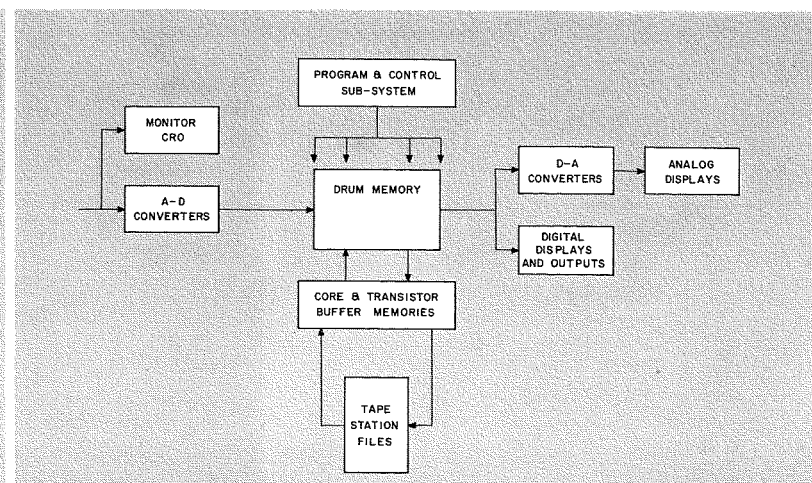 PROGRAM & CONTROL
SUB-SYSTEM
MONITOR
CRO
A-D
CONVERTERS
DRUM MEMORY
D-A
CONVERTERS
ANALOG
DISPLAYS
DIGITAL
DISPLAYS
AND OUTPUTS
CORE & TRANSISTOR
BUFFER MEMORIES
TAPE
STATION
FILES